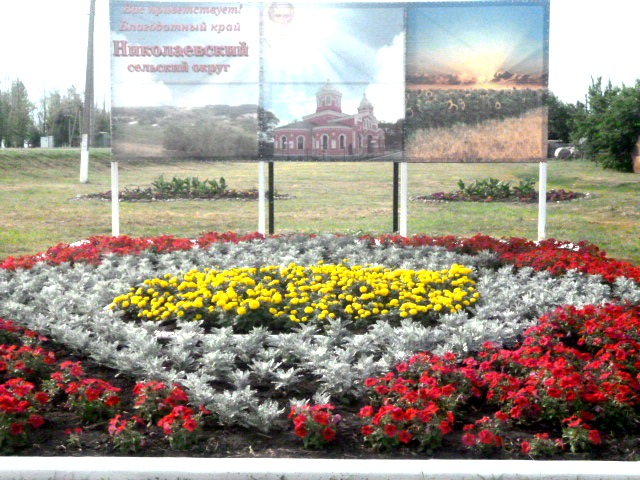 Вас приветствует!
Благодатный край
Николаевский
сельский округ